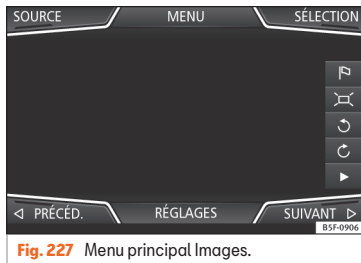 SOURCE MENU SÉLECTION
◁ PRÉCÉD. RÉGLAGES SUIVANT ▷
B5F-0906
Fig. 227 Menu principal Images.